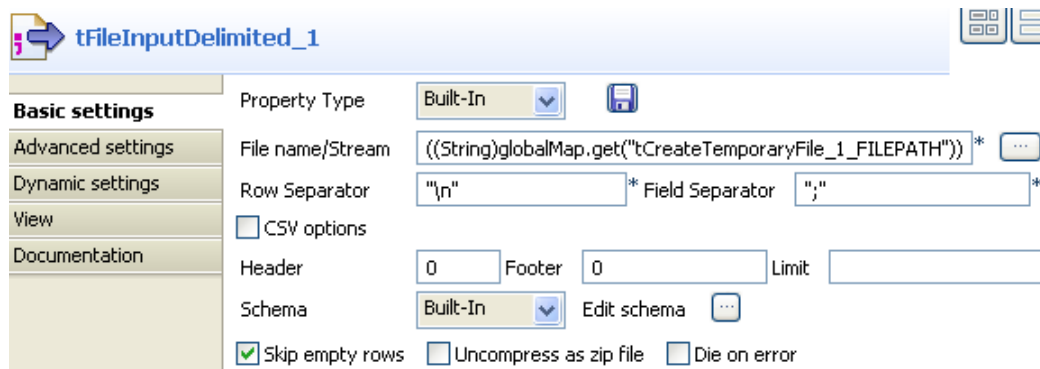 tFileInputDelimited_1
Basic settings
Advanced settings
Dynamic settings
View
Documentation
Property Type Built-In
File name/Stream ((String)globalMap.get("tCreateTemporaryFile_1_FILEPATH")) * ...
Row Separator "\n" * Field Separator ";" *
CSV options
Header 0 Footer 0 Limit
Schema Built-In Edit schema ...
Skip empty rows Uncompress as zip file Die on error